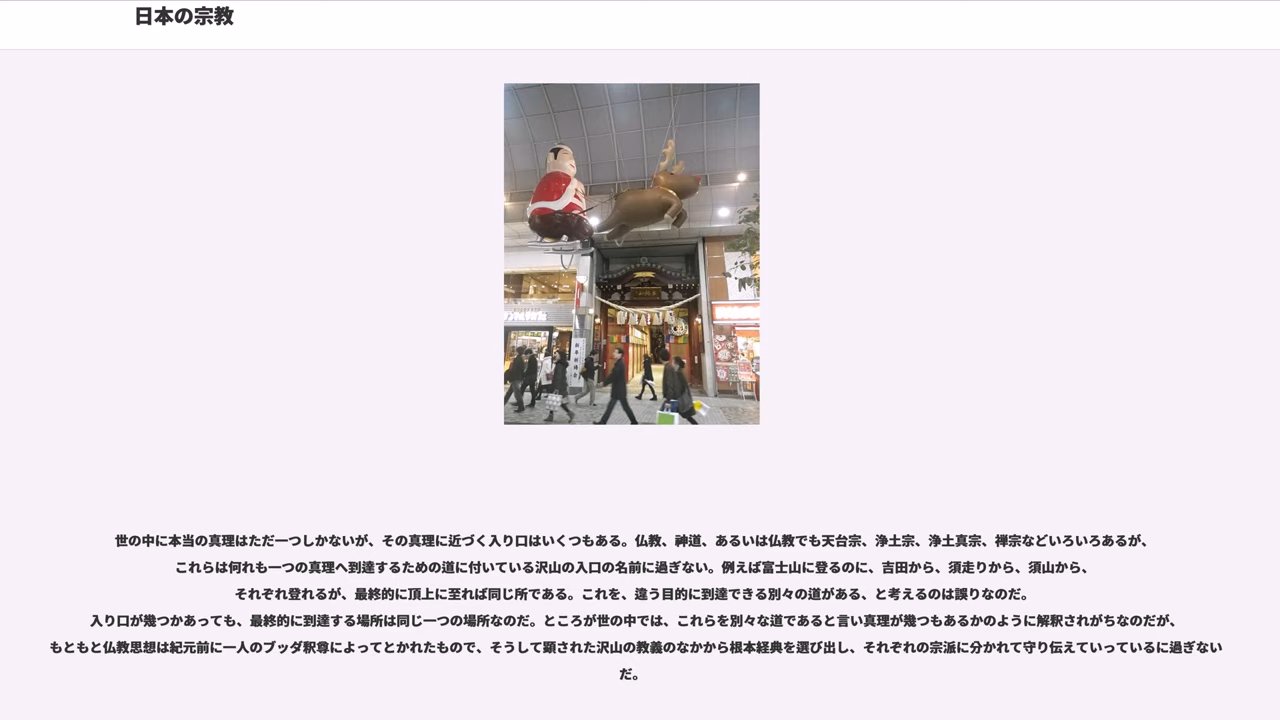 日本の宗教
世の中に本当の真理はただ一つしかないが、その真理に近づく入り口はいくつもある。仏教、神道、あるいは仏教でも天台宗、浄土宗、浄土真宗、禅宗などいろいろあるが、
これらは何れも一つの真理へ到達するための道に付いている沢山の入口の名前に過ぎない。例えば富士山に登るのに、吉田から、須走りから、須山から、
それぞれ登れるが、最終的に頂上に至れば同じ所である。これを、違う目的に到達できる別々の道がある、と考えるのは誤りなのだ。
入り口が幾つかあっても、最終的に到達する場所は同じ一つの場所なのだ。ところが世の中では、これらを別々な道であると言い真理が幾つもあるかのように解釈されがちなのだが、
もともと仏教思想は紀元前に一人のブッダ釈尊によってとかれたもので、そうして顕された沢山の教義のなかから根本経典を選び出し、それぞれの宗派に分かれて守り伝えていっているに過ぎない
だ。